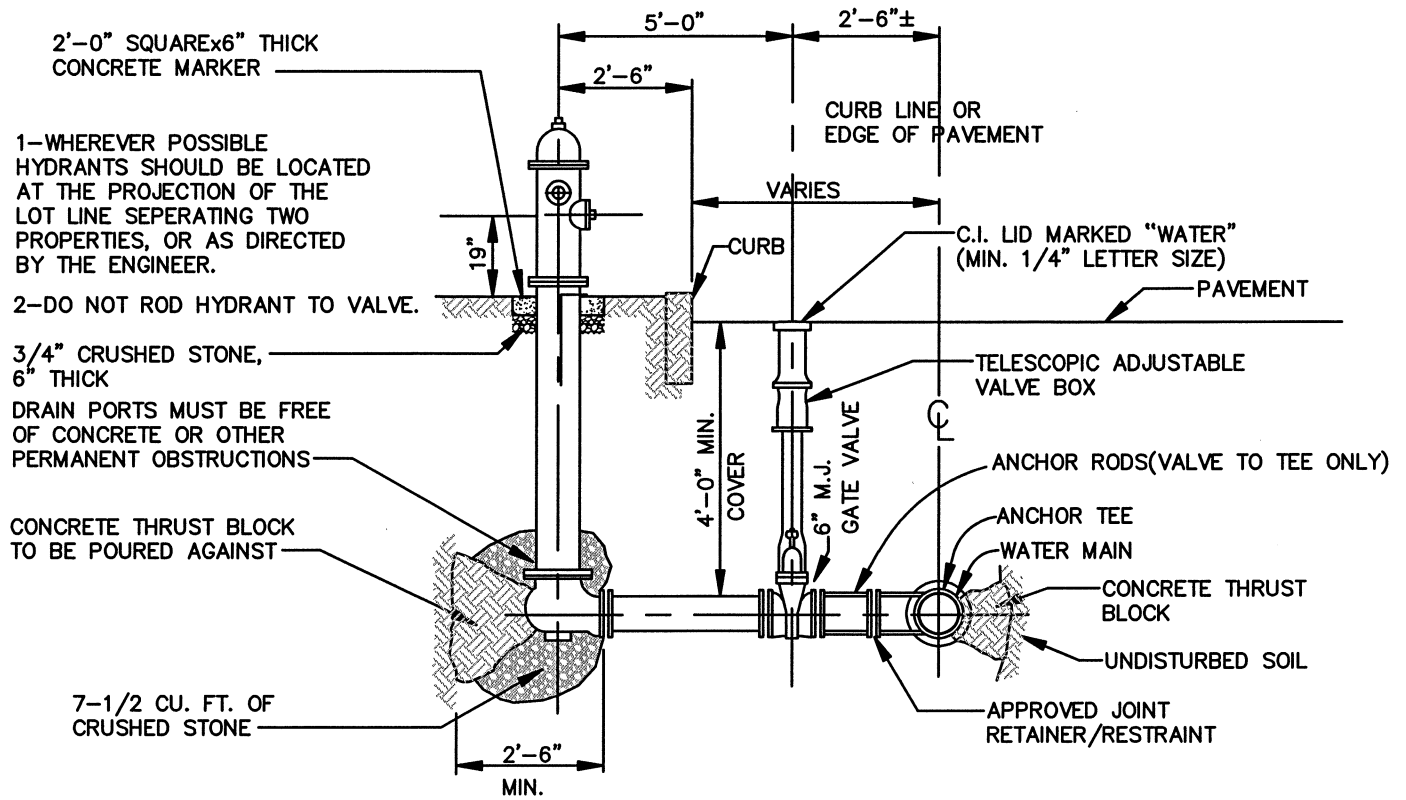 2'-0" SQUAREx6" THICK
CONCRETE MARKER
5'-0"
2'-6"±
2'-6"
CURB LINE OR
EDGE OF PAVEMENT
1-WHEREVER POSSIBLE
HYDRANTS SHOULD BE LOCATED
AT THE PROJECTION OF THE
LOT LINE SEPERATING TWO
PROPERTIES, OR AS DIRECTED
BY THE ENGINEER.
VARIES
19"
CURB
C.I. LID MARKED "WATER"
(MIN. 1/4" LETTER SIZE)
2-DO NOT ROD HYDRANT TO VALVE.
PAVEMENT
3/4" CRUSHED STONE,
6" THICK
TELESCOPIC ADJUSTABLE
VALVE BOX
DRAIN PORTS MUST BE FREE
OF CONCRETE OR OTHER
PERMANENT OBSTRUCTIONS
4'-0" MIN.
COVER
6" M.J.
GATE VALVE
CL
ANCHOR RODS(VALVE TO TEE ONLY)
CONCRETE THRUST BLOCK
TO BE POURED AGAINST
ANCHOR TEE
WATER MAIN
CONCRETE THRUST
BLOCK
UNDISTURBED SOIL
7-1/2 CU. FT. OF
CRUSHED STONE
APPROVED JOINT
RETAINER/RESTRAINT
2'-6"
MIN.